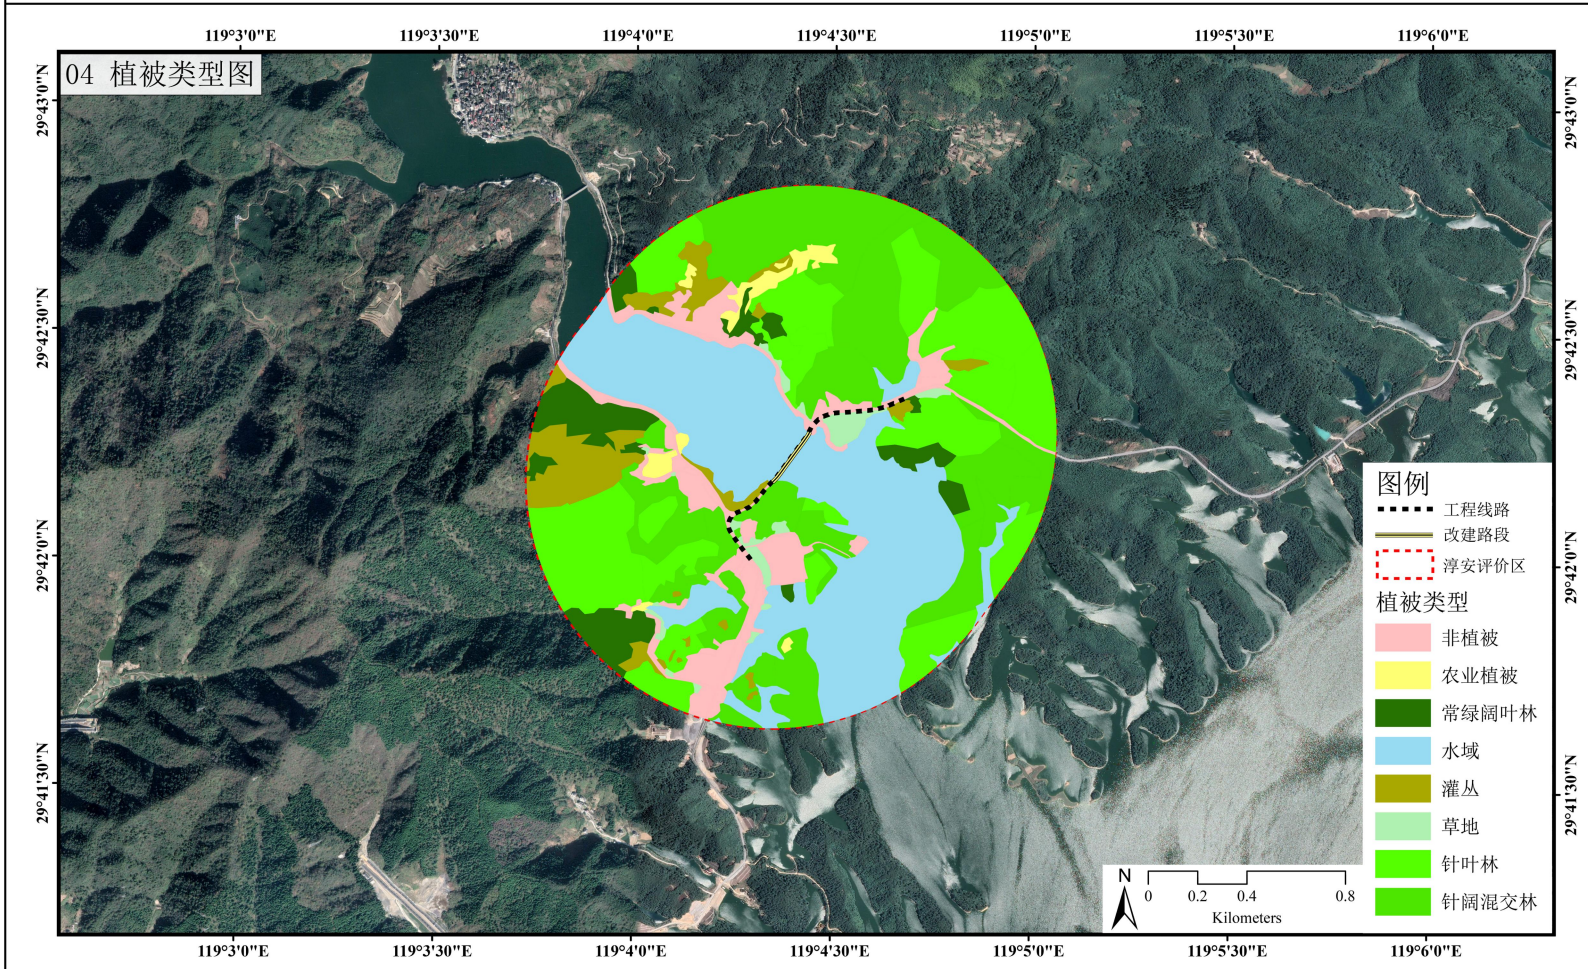 119°3'0"E 119°3'30"E 119°4'0"E 119°4'30"E 119°5'0"E 119°5'30"E 119°6'0"E
04 植被类型图
29°43'0"N
29°43'0"N
29°42'30"N
29°42'30"N
29°42'0"N
29°42'0"N
29°41'30"N
29°41'30"N
图例
工程线路
改建路段
淳安评价区
植被类型
非植被
农业植被
常绿阔叶林
水域
灌丛
草地
针叶林
针阔混交林
N
0 0.2 0.4 0.8
Kilometers
119°3'0"E 119°3'30"E 119°4'0"E 119°4'30"E 119°5'0"E 119°5'30"E 119°6'0"E